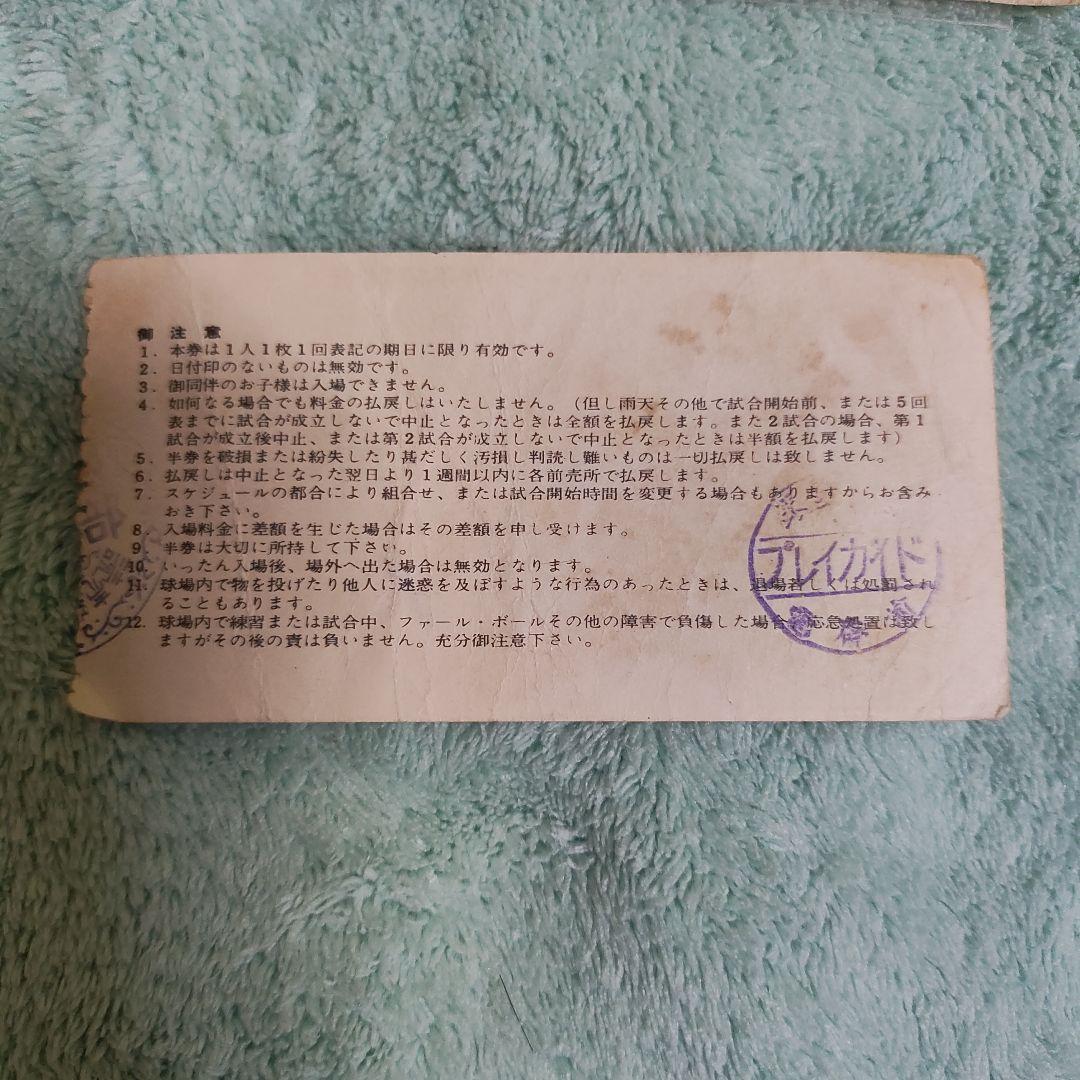 御注意
1. 本券は1人1枚1回表記の期日に限り有効です。
2. 日付印のないものは無効です。
3. 御同伴のお子様は入場できません。
4. 如何なる場合でも料金の払戻しはいたしません。(但し雨天その他で試合開始前、または5回
表までに試合が成立しないで中止となったときは全額を払戻します。また2試合の場合、第1
試合が成立後中止、または第2試合が成立しないで中止となったときは半額を払戻します)
5. 半券を破損または紛失したり甚だしく汚損し判読し難いものは一切払戻しは致しません。
6. 払戻しは中止となった翌日より1週間以内に各前売所で払戻します。
7. スケジュールの都合により組合せ、または試合開始時間を変更する場合もありますからお含み
おき下さい。
8. 入場料金に差額を生じた場合はその差額を申し受けます。
9. 半券は大切に所持して下さい。
10. いったん入場後、場外へ出た場合は無効となります。
11. 球場内で物を投げたり他人に迷惑を及ぼすような行為のあったときは、退場若しくは処罰され
ることもあります。
12. 球場内で練習または試合中、ファール・ボールその他の障害で負傷した場合、応急処置は致し
ますがその後の責は負いません。充分御注意下さい。
プレイガイド